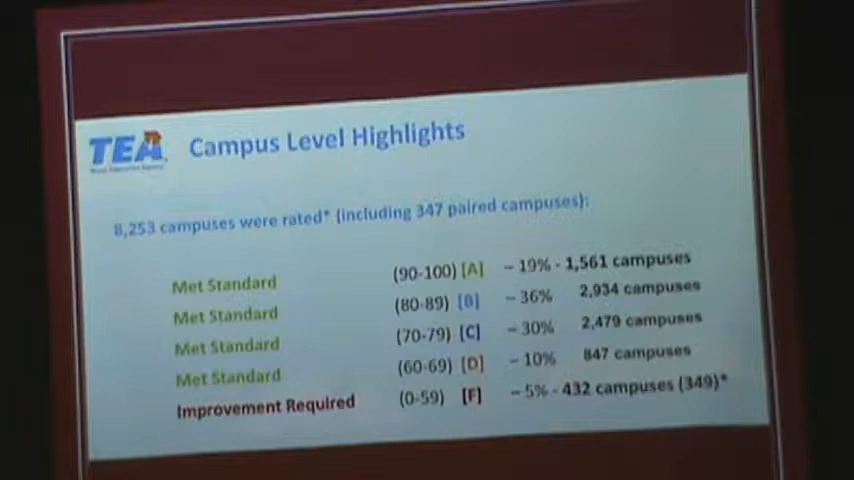 TEA
Campus Level Highlights
8,253 campuses were rated* (including 347 paired campuses):
Met Standard (90-100) [A] – 19% - 1,561 campuses
Met Standard (80-89) [B] – 36% 2,934 campuses
Met Standard (70-79) [C] – 30% 2,479 campuses
Met Standard (60-69) [D] – 10% 847 campuses
Improvement Required (0-59) [F] – 5% - 432 campuses (349)*